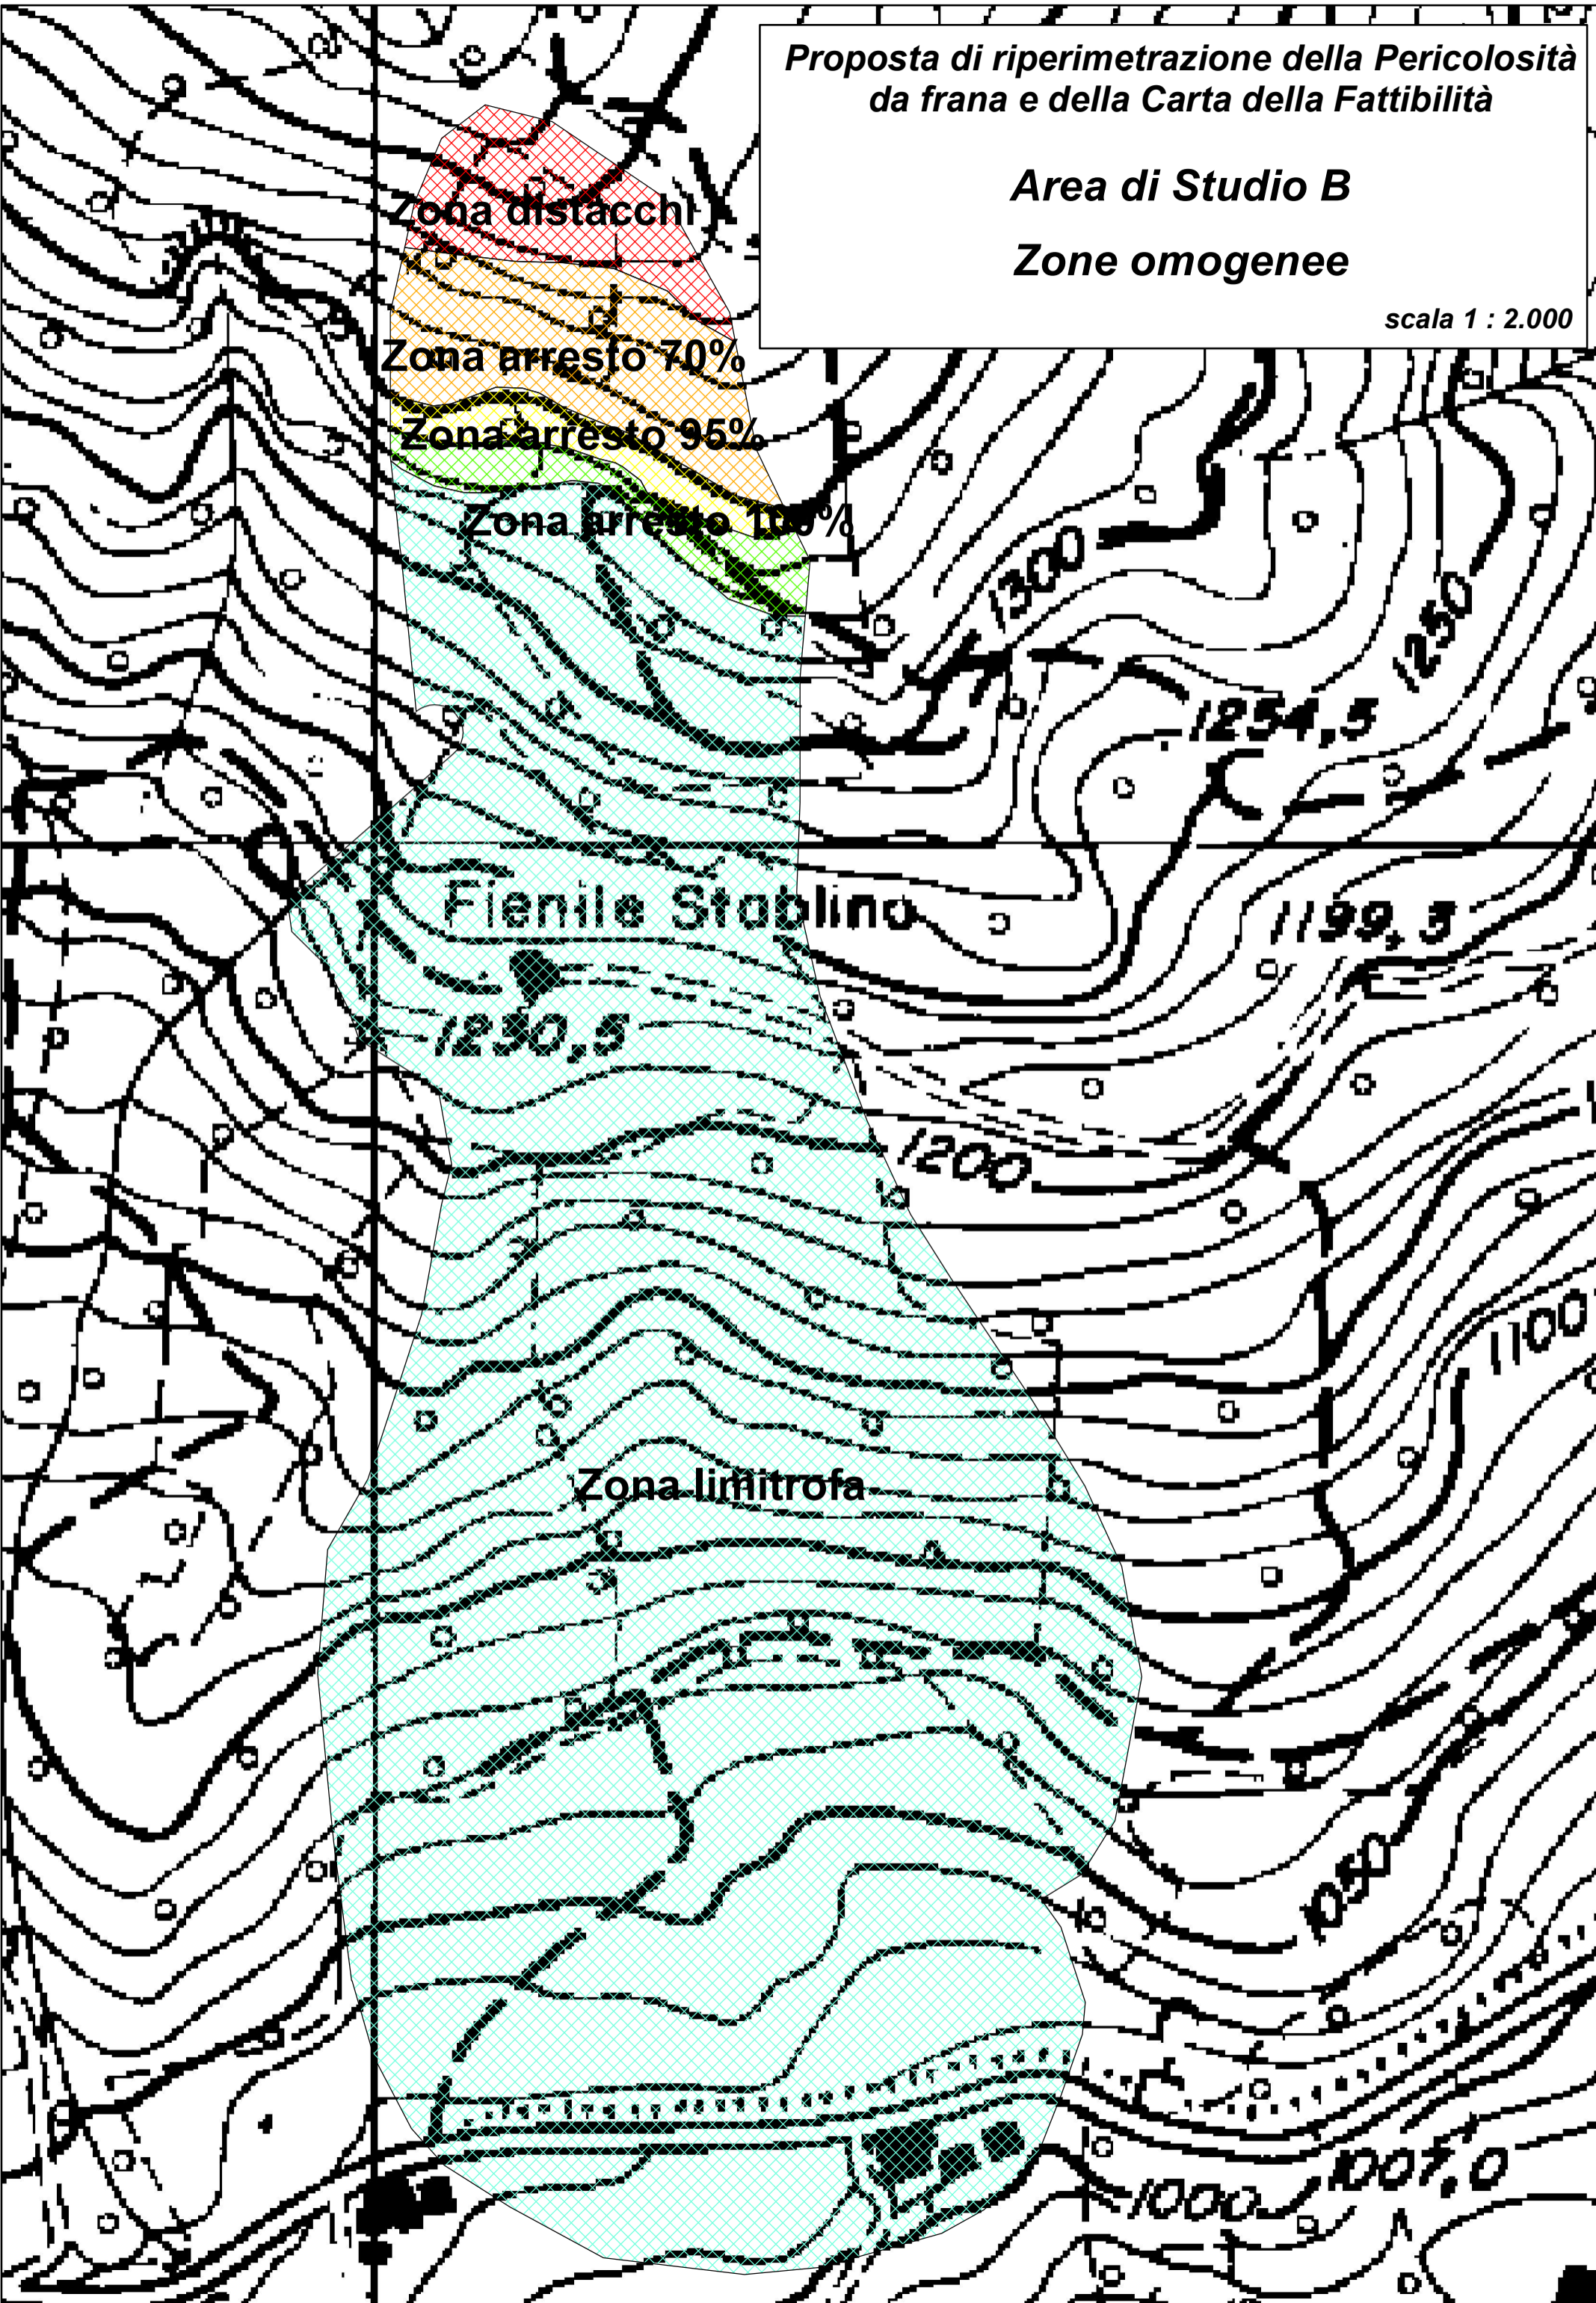 Proposta di riperimetrazione della Pericolosità
da frana e della Carta della Fattibilità
Area di Studio B
Zone omogenee
scala 1 : 2.000
Zona distacchi
Zona arresto 70%
Zona arresto 95%
Zona arresto 100%
1300
1250
1254,5
Fienile Stablino
1199,3
1230,5
1200
1100
Zona limitrofa
1050
1007,0
1000